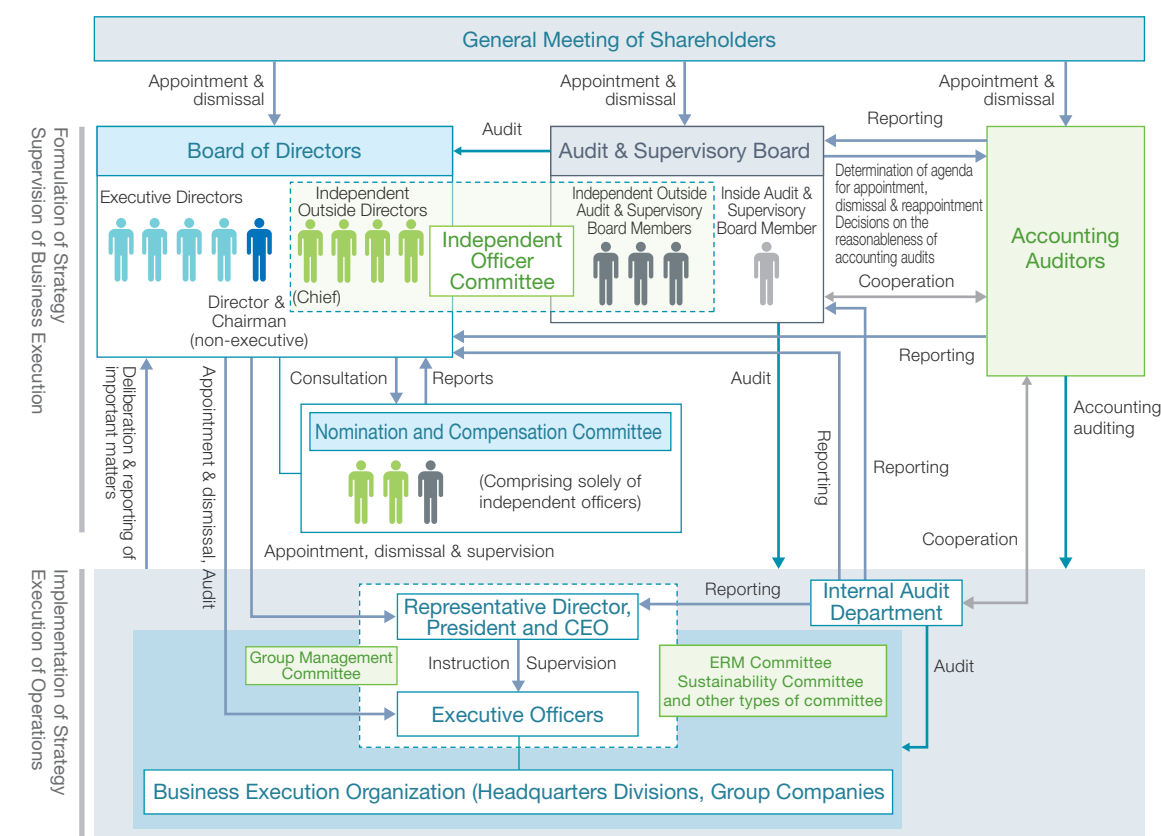 General Meeting of Shareholders
Appointment &
dismissal
Appointment &
dismissal
Appointment &
dismissal
Formulation of Strategy
Supervision of Business Execution
Board of Directors
Audit
Audit & Supervisory Board
Reporting
Determination of agenda
for appointment,
dismissal & reappointment
Decisions on the
reasonableness of
accounting audits
Cooperation
Accounting
Auditors
Executive Directors
Independent
Outside Directors
(Chief)
Director &
Chairman
(non-executive)
Independent
Officer
Committee
Independent Outside
Audit & Supervisory
Board Members
Inside Audit &
Supervisory
Board Member
Reporting
Deliberation & reporting of
important matters
Appointment & dismissal, Audit
Consultation
Reports
Audit
Nomination and Compensation Committee
(Comprising solely of
independent officers)
Reporting
Reporting
Accounting
auditing
Cooperation
Appointment, dismissal & supervision
Implementation of Strategy
Execution of Operations
Representative Director,
President and CEO
Reporting
Internal Audit
Department
Group Management
Committee
Instruction
Supervision
ERM Committee
Sustainability Committee
and other types of committee
Audit
Executive Officers
Business Execution Organization (Headquarters Divisions, Group Companies